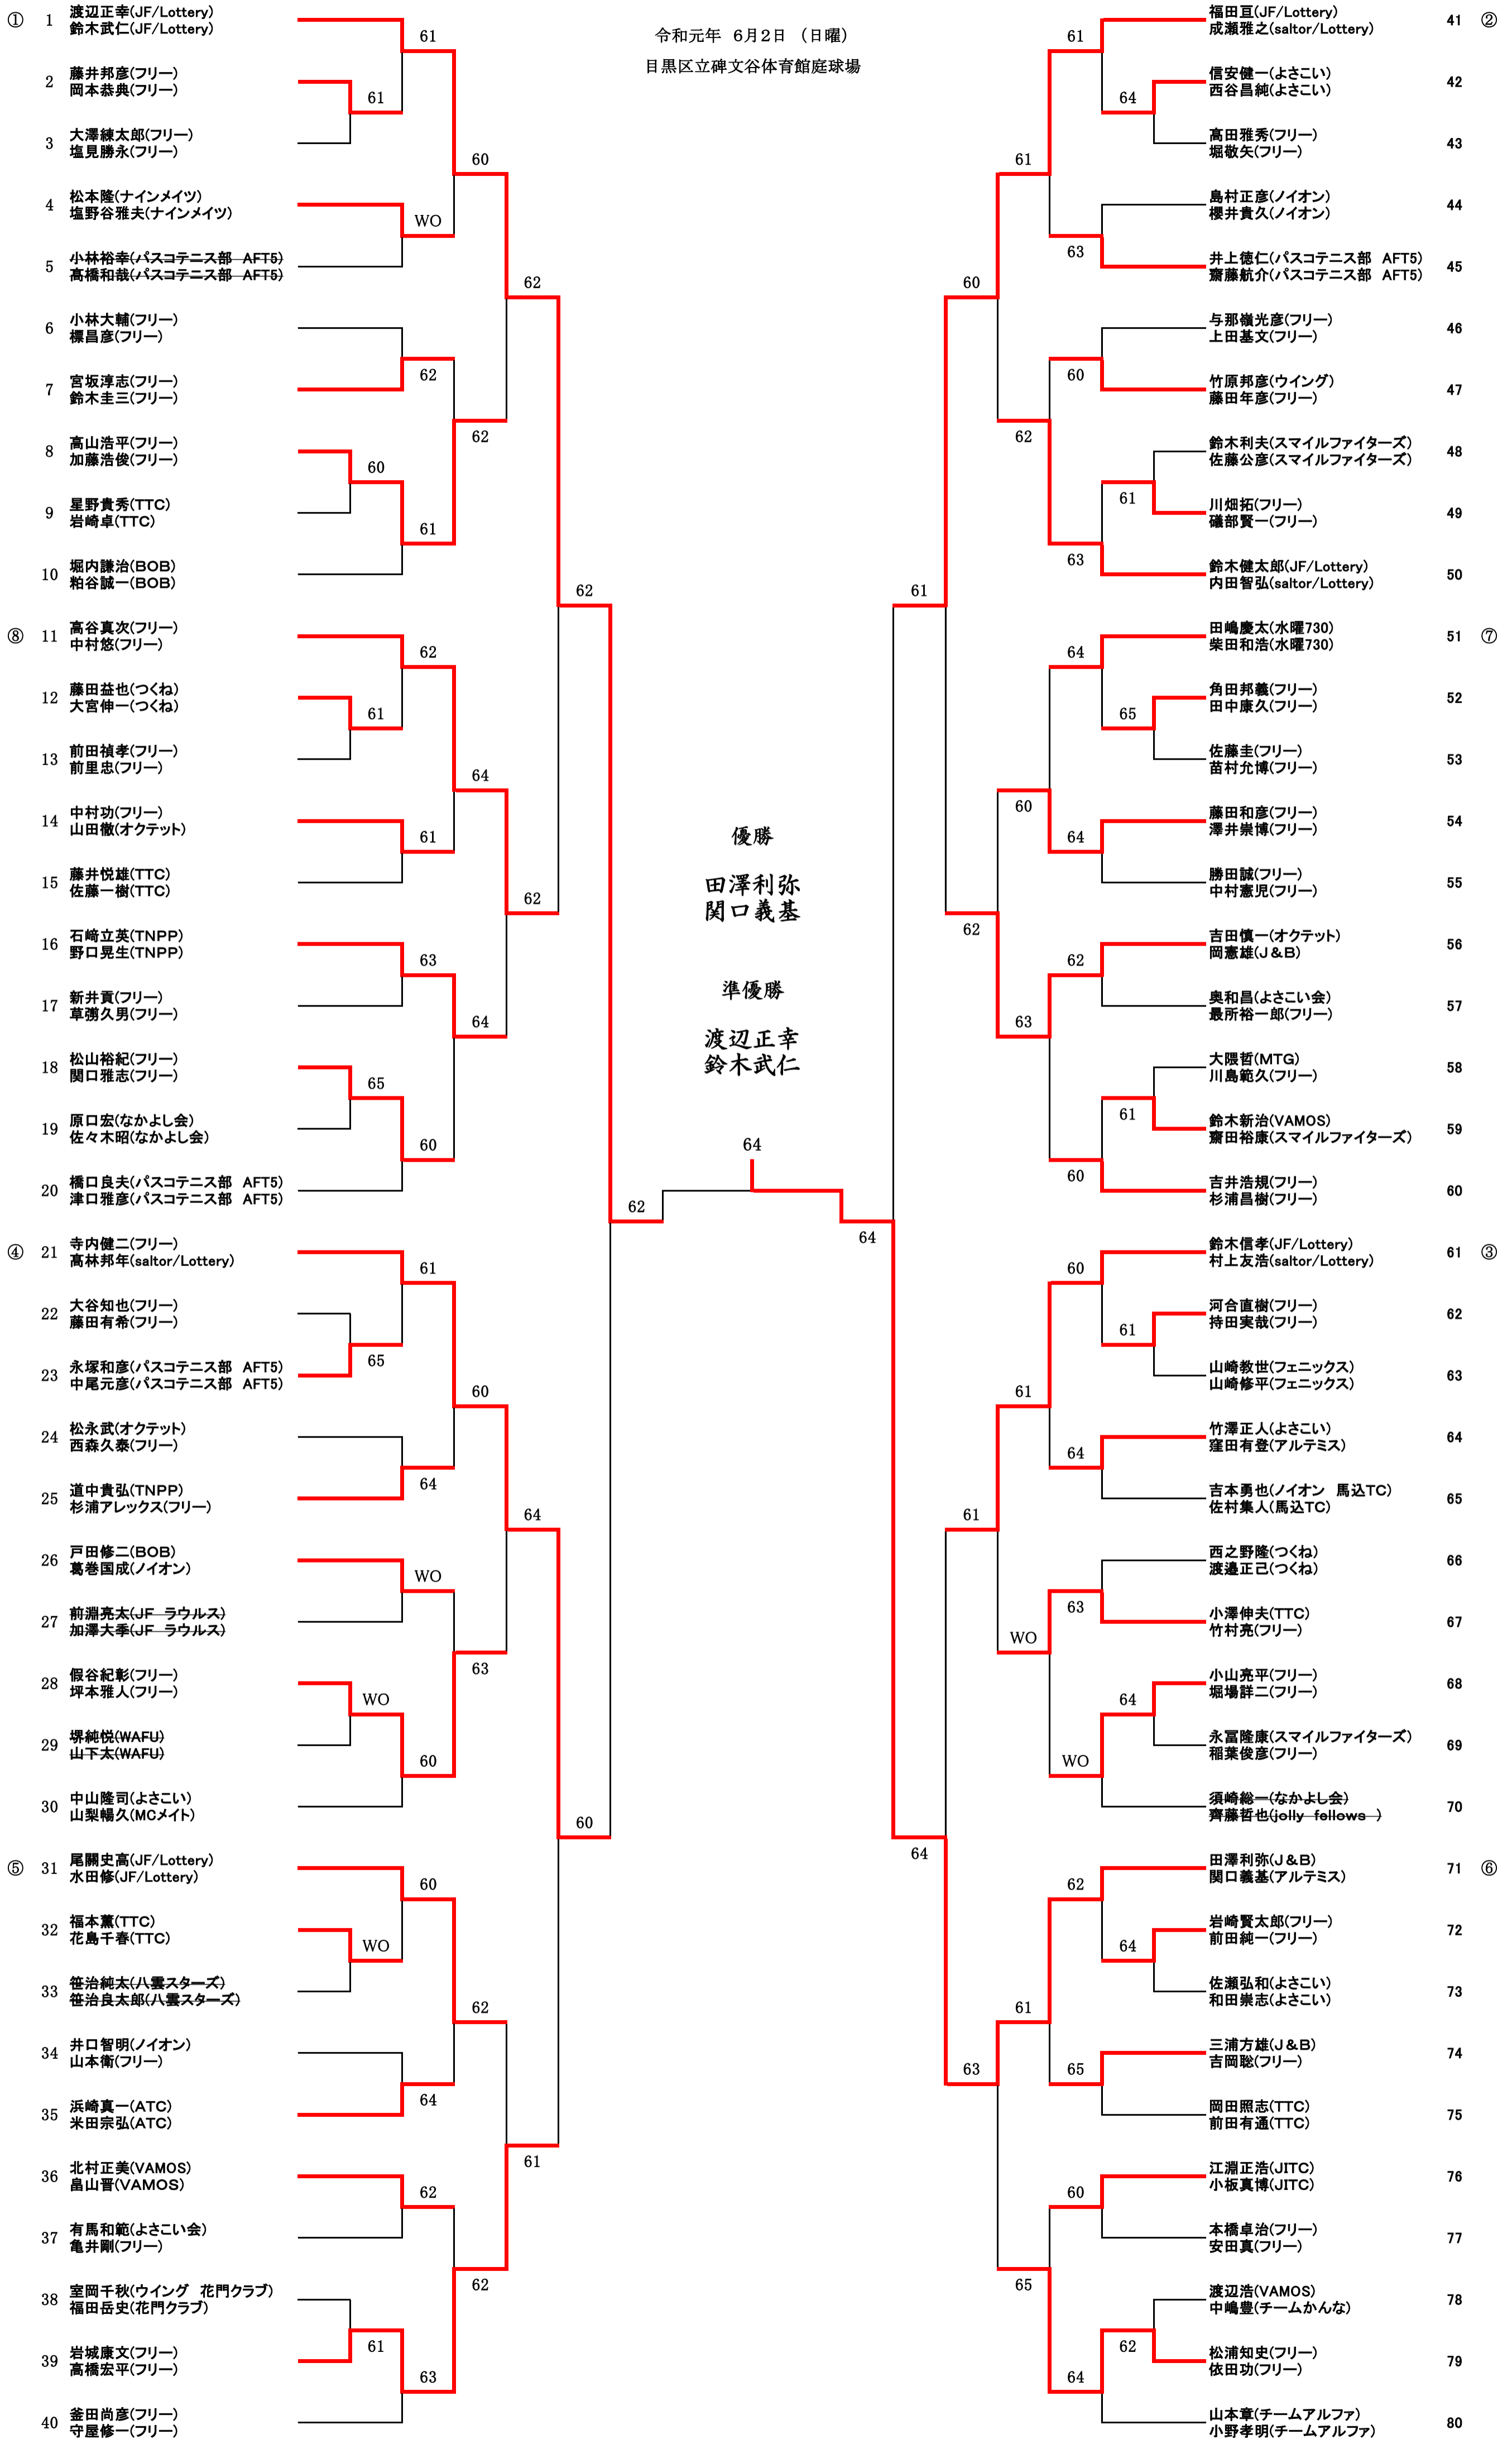 令和元年 6月2日 (日曜)
目黒区立碑文谷体育館庭球場
① 1 渡辺正幸(JF/Lottery)
鈴木武仁(JF/Lottery)
61
2 藤井邦彦(フリー)
岡本恭典(フリー)
61
3 大澤練太郎(フリー)
塩見勝永(フリー)
60
4 松本隆(ナインメイツ)
塩野谷雅夫(ナインメイツ)
WO
5 小林裕幸(パスコテニス部 AFT5)
高橋和哉(パスコテニス部 AFT5)
62
6 小林大輔(フリー)
標昌彦(フリー)
7 宮坂淳志(フリー)
鈴木圭三(フリー)
62
62
8 高山浩平(フリー)
加藤浩俊(フリー)
60
9 星野貴秀(TTC)
岩崎卓(TTC)
61
10 堀内謙治(BOB)
粕谷誠一(BOB)
62
⑧ 11 高谷真次(フリー)
中村悠(フリー)
62
12 藤田益也(つくね)
大宮伸一(つくね)
61
13 前田禎孝(フリー)
前里忠(フリー)
64
14 中村功(フリー)
山田徹(オクテット)
61
15 藤井悦雄(TTC)
佐藤一樹(TTC)
62
16 石﨑立英(TNPP)
野口晃生(TNPP)
63
17 新井貢(フリー)
草彅久男(フリー)
64
18 松山裕紀(フリー)
関口雅志(フリー)
65
19 原口宏(なかよし会)
佐々木昭(なかよし会)
60
20 橋口良夫(パスコテニス部 AFT5)
津口雅彦(パスコテニス部 AFT5)
62
④ 21 寺内健二(フリー)
高林邦年(saltor/Lottery)
61
22 大谷知也(フリー)
藤田有希(フリー)
65
23 永塚和彦(パスコテニス部 AFT5)
中尾元彦(パスコテニス部 AFT5)
60
24 松永武(オクテット)
西森久泰(フリー)
64
25 道中貴弘(TNPP)
杉浦アレックス(フリー)
64
26 戸田修二(BOB)
葛巻国成(ノイオン)
WO
27 前淵亮太(JF ラウルス)
加澤大季(JF ラウルス)
63
28 假谷紀彰(フリー)
坪本雅人(フリー)
WO
29 堺純悦(WAFU)
山下太(WAFU)
60
30 中山隆司(よさこい)
山梨暢久(MCメイト)
60
⑤ 31 尾關史高(JF/Lottery)
水田修(JF/Lottery)
60
32 福本薫(TTC)
花島千春(TTC)
WO
33 笹治純太(八雲スターズ)
笹治良太郎(八雲スターズ)
62
34 井口智明(ノイオン)
山本衛(フリー)
64
35 浜崎真一(ATC)
米田宗弘(ATC)
61
36 北村正美(VAMOS)
畠山晋(VAMOS)
62
37 有馬和範(よさこい会)
亀井剛(フリー)
62
38 室岡千秋(ウイング 花門クラブ)
福田岳史(花門クラブ)
61
39 岩城康文(フリー)
高橋宏平(フリー)
63
40 釜田尚彦(フリー)
守屋修一(フリー)
優勝
田澤利弥
関口義基
準優勝
渡辺正幸
鈴木武仁
64
福田亘(JF/Lottery) 41 ②
成瀬雅之(saltor/Lottery)
61
信安健一(よさこい) 42
西谷昌純(よさこい)
64
高田雅秀(フリー) 43
堀敬矢(フリー)
61
島村正彦(ノイオン) 44
櫻井貴久(ノイオン)
63
井上徳仁(パスコテニス部 AFT5) 45
齋藤航介(パスコテニス部 AFT5)
60
与那嶺光彦(フリー) 46
上田基文(フリー)
60
竹原邦彦(ウイング) 47
藤田年彦(フリー)
62
鈴木利夫(スマイルファイターズ) 48
佐藤公彦(スマイルファイターズ)
61
川畑拓(フリー) 49
礒部賢一(フリー)
63
鈴木健太郎(JF/Lottery) 50
内田智弘(saltor/Lottery)
61
田嶋慶太(水曜730) 51 ⑦
柴田和浩(水曜730)
64
角田邦義(フリー) 52
田中康久(フリー)
65
佐藤圭(フリー) 53
苗村允博(フリー)
60
藤田和彦(フリー) 54
澤井崇博(フリー)
64
勝田誠(フリー) 55
中村憲児(フリー)
62
吉田慎一(オクテット) 56
岡憲雄(J&B)
62
奥和昌(よさこい会) 57
最所裕一郎(フリー)
63
大隈哲(MTG) 58
川島範久(フリー)
61
鈴木新治(VAMOS) 59
齋田裕康(スマイルファイターズ)
60
吉井浩規(フリー) 60
杉浦昌樹(フリー)
64
鈴木信孝(JF/Lottery) 61 ③
村上友浩(saltor/Lottery)
60
河合直樹(フリー) 62
持田実哉(フリー)
61
山崎教世(フェニックス) 63
山崎修平(フェニックス)
61
竹澤正人(よさこい) 64
窪田有登(アルテミス)
64
吉本勇也(ノイオン 馬込TC) 65
佐村集人(馬込TC)
61
西之野隆(つくね) 66
渡邉正己(つくね)
63
小澤伸夫(TTC) 67
竹村亮(フリー)
WO
小山亮平(フリー) 68
堀場詳二(フリー)
64
永冨隆康(スマイルファイターズ) 69
稲葉俊彦(フリー)
WO
須崎総一(なかよし会) 70
齊藤哲也(jolly fellows )
64
田澤利弥(J&B) 71 ⑥
関口義基(アルテミス)
62
岩崎賢太郎(フリー) 72
前田純一(フリー)
64
佐瀬弘和(よさこい) 73
和田崇志(よさこい)
61
三浦方雄(J&B) 74
吉岡聡(フリー)
65
岡田照志(TTC) 75
前田有通(TTC)
63
江淵正浩(JITC) 76
小板真博(JITC)
60
本橋卓治(フリー) 77
安田真(フリー)
65
渡辺浩(VAMOS) 78
中嶋豊(チームかんな)
62
松浦知史(フリー) 79
依田功(フリー)
64
山本章(チームアルファ) 80
小野孝明(チームアルファ)